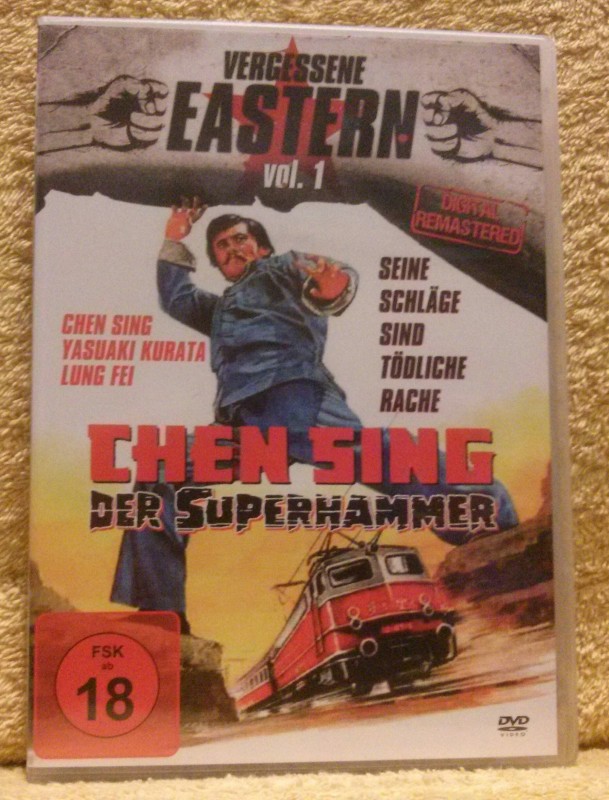 VERGESSENE
EASTERN
vol. 1
DIGITAL
REMASTERED
SEINE
SCHLÄGE
SIND
TÖDLICHE
RACHE
CHEN SING
YASUAKI KURATA
LUNG FEI
CHEN SING
DER SUPERHAMMER
FSK
ab
18
DVD
VIDEO